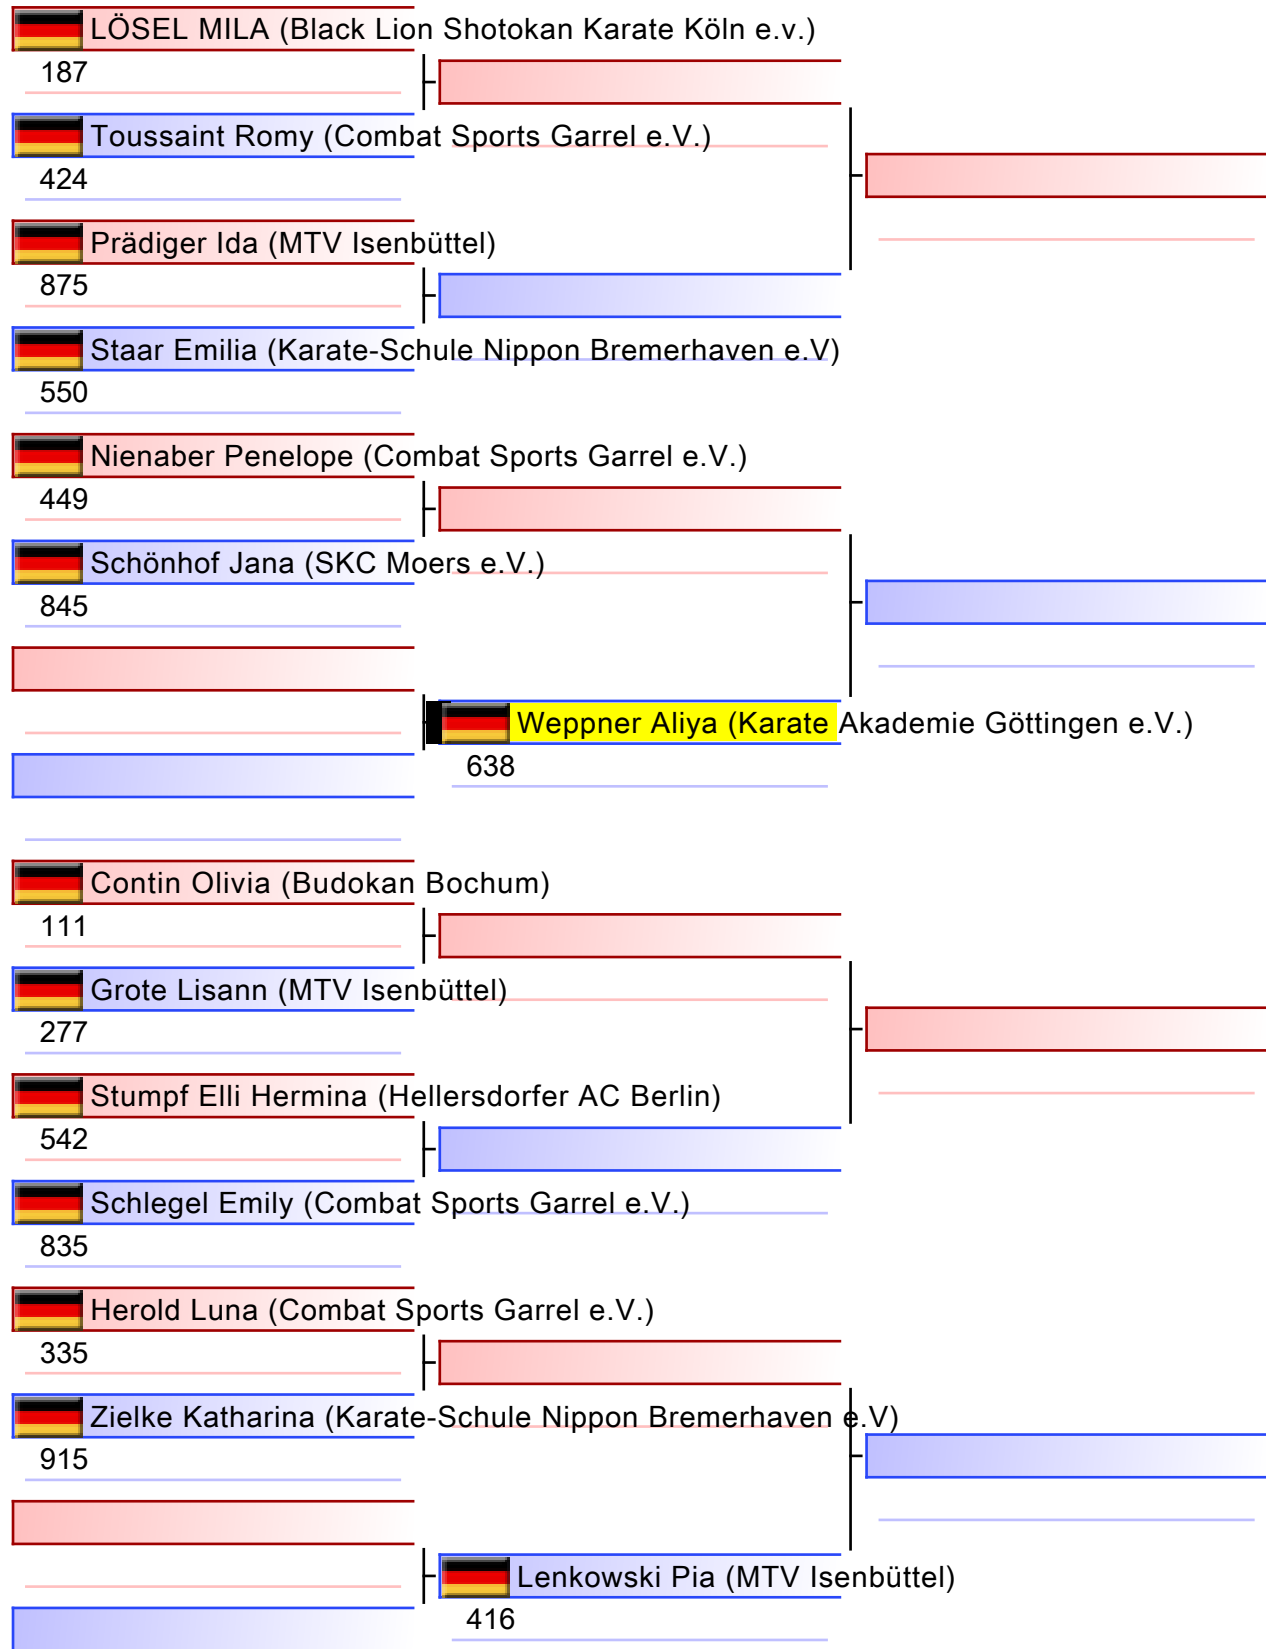 LÖSEL MILA (Black Lion Shotokan Karate Köln e.v.)
187
Toussaint Romy (Combat Sports Garrel e.V.)
424
Prädiger Ida (MTV Isenbüttel)
875
Staar Emilia (Karate-Schule Nippon Bremerhaven e.V)
550
Nienaber Penelope (Combat Sports Garrel e.V.)
449
Schönhof Jana (SKC Moers e.V.)
845
Weppner Aliya (Karate Akademie Göttingen e.V.)
638
Contin Olivia (Budokan Bochum)
111
Grote Lisann (MTV Isenbüttel)
277
Stumpf Elli Hermina (Hellersdorfer AC Berlin)
542
Schlegel Emily (Combat Sports Garrel e.V.)
835
Herold Luna (Combat Sports Garrel e.V.)
335
Zielke Katharina (Karate-Schule Nippon Bremerhaven e.V)
915
Lenkowski Pia (MTV Isenbüttel)
416